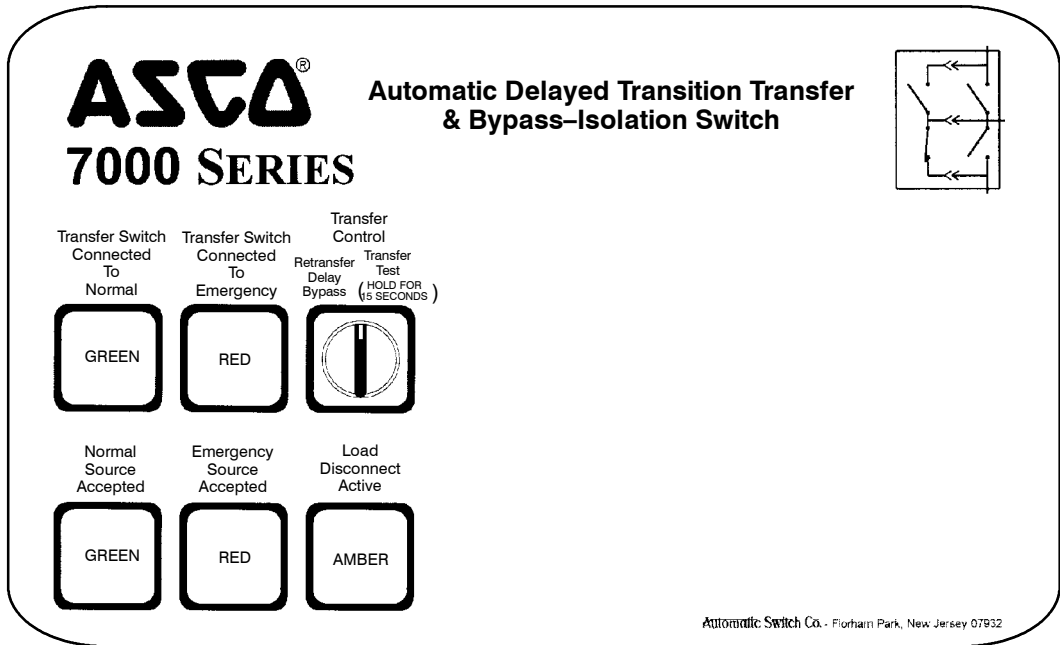 ASCO®
7000 SERIES
Automatic Delayed Transition Transfer
& Bypass–Isolation Switch
Transfer Switch
Connected
To
Normal
Transfer Switch
Connected
To
Emergency
Transfer
Control
Retransfer
Delay
Bypass
Transfer
Test
(HOLD FOR
15 SECONDS)
GREEN
RED
Normal
Source
Accepted
Emergency
Source
Accepted
Load
Disconnect
Active
GREEN
RED
AMBER
Automatic Switch Co. - Florham Park, New Jersey 07932